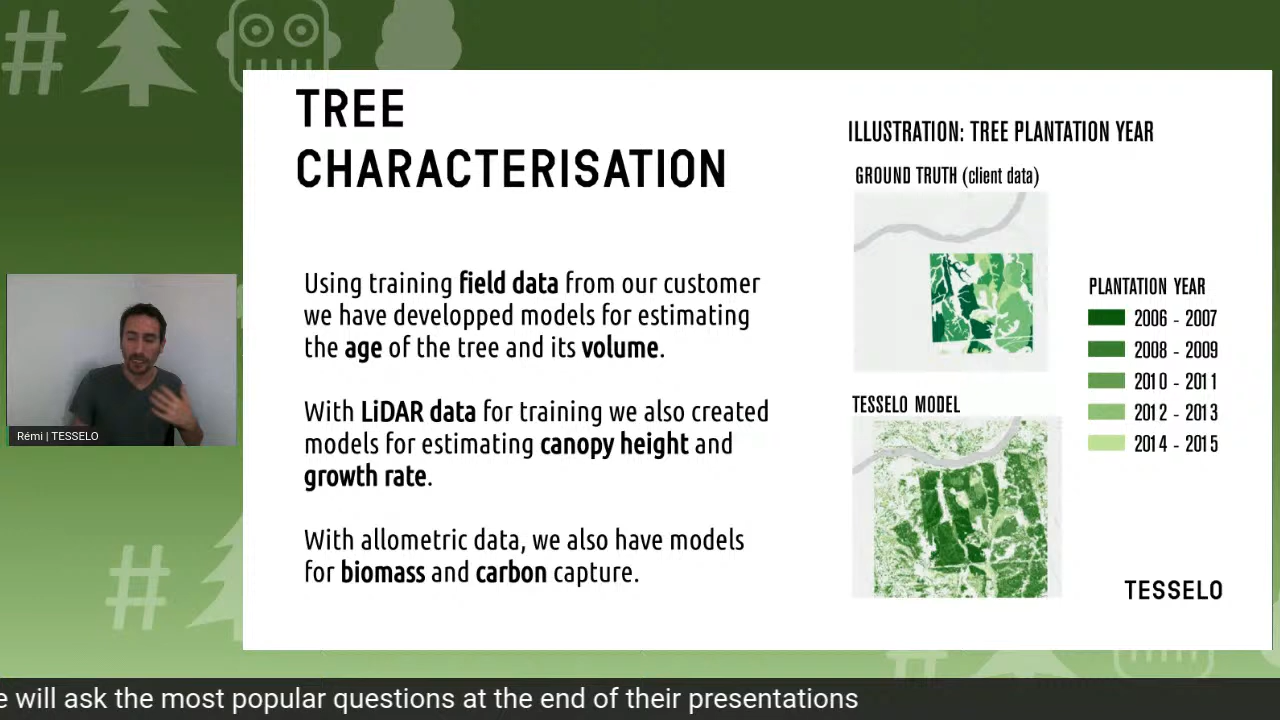 TREE
CHARACTERISATION
Using training field data from our customer
we have developped models for estimating
the age of the tree and its volume.
With LiDAR data for training we also created
models for estimating canopy height and
growth rate.
With allometric data, we also have models
for biomass and carbon capture.
ILLUSTRATION: TREE PLANTATION YEAR
GROUND TRUTH (client data)
TESSELO MODEL
PLANTATION YEAR
2006 - 2007
2008 - 2009
2010 - 2011
2012 - 2013
2014 - 2015
TESSELO
Rémi | TESSELO
e will ask the most popular questions at the end of their presentations